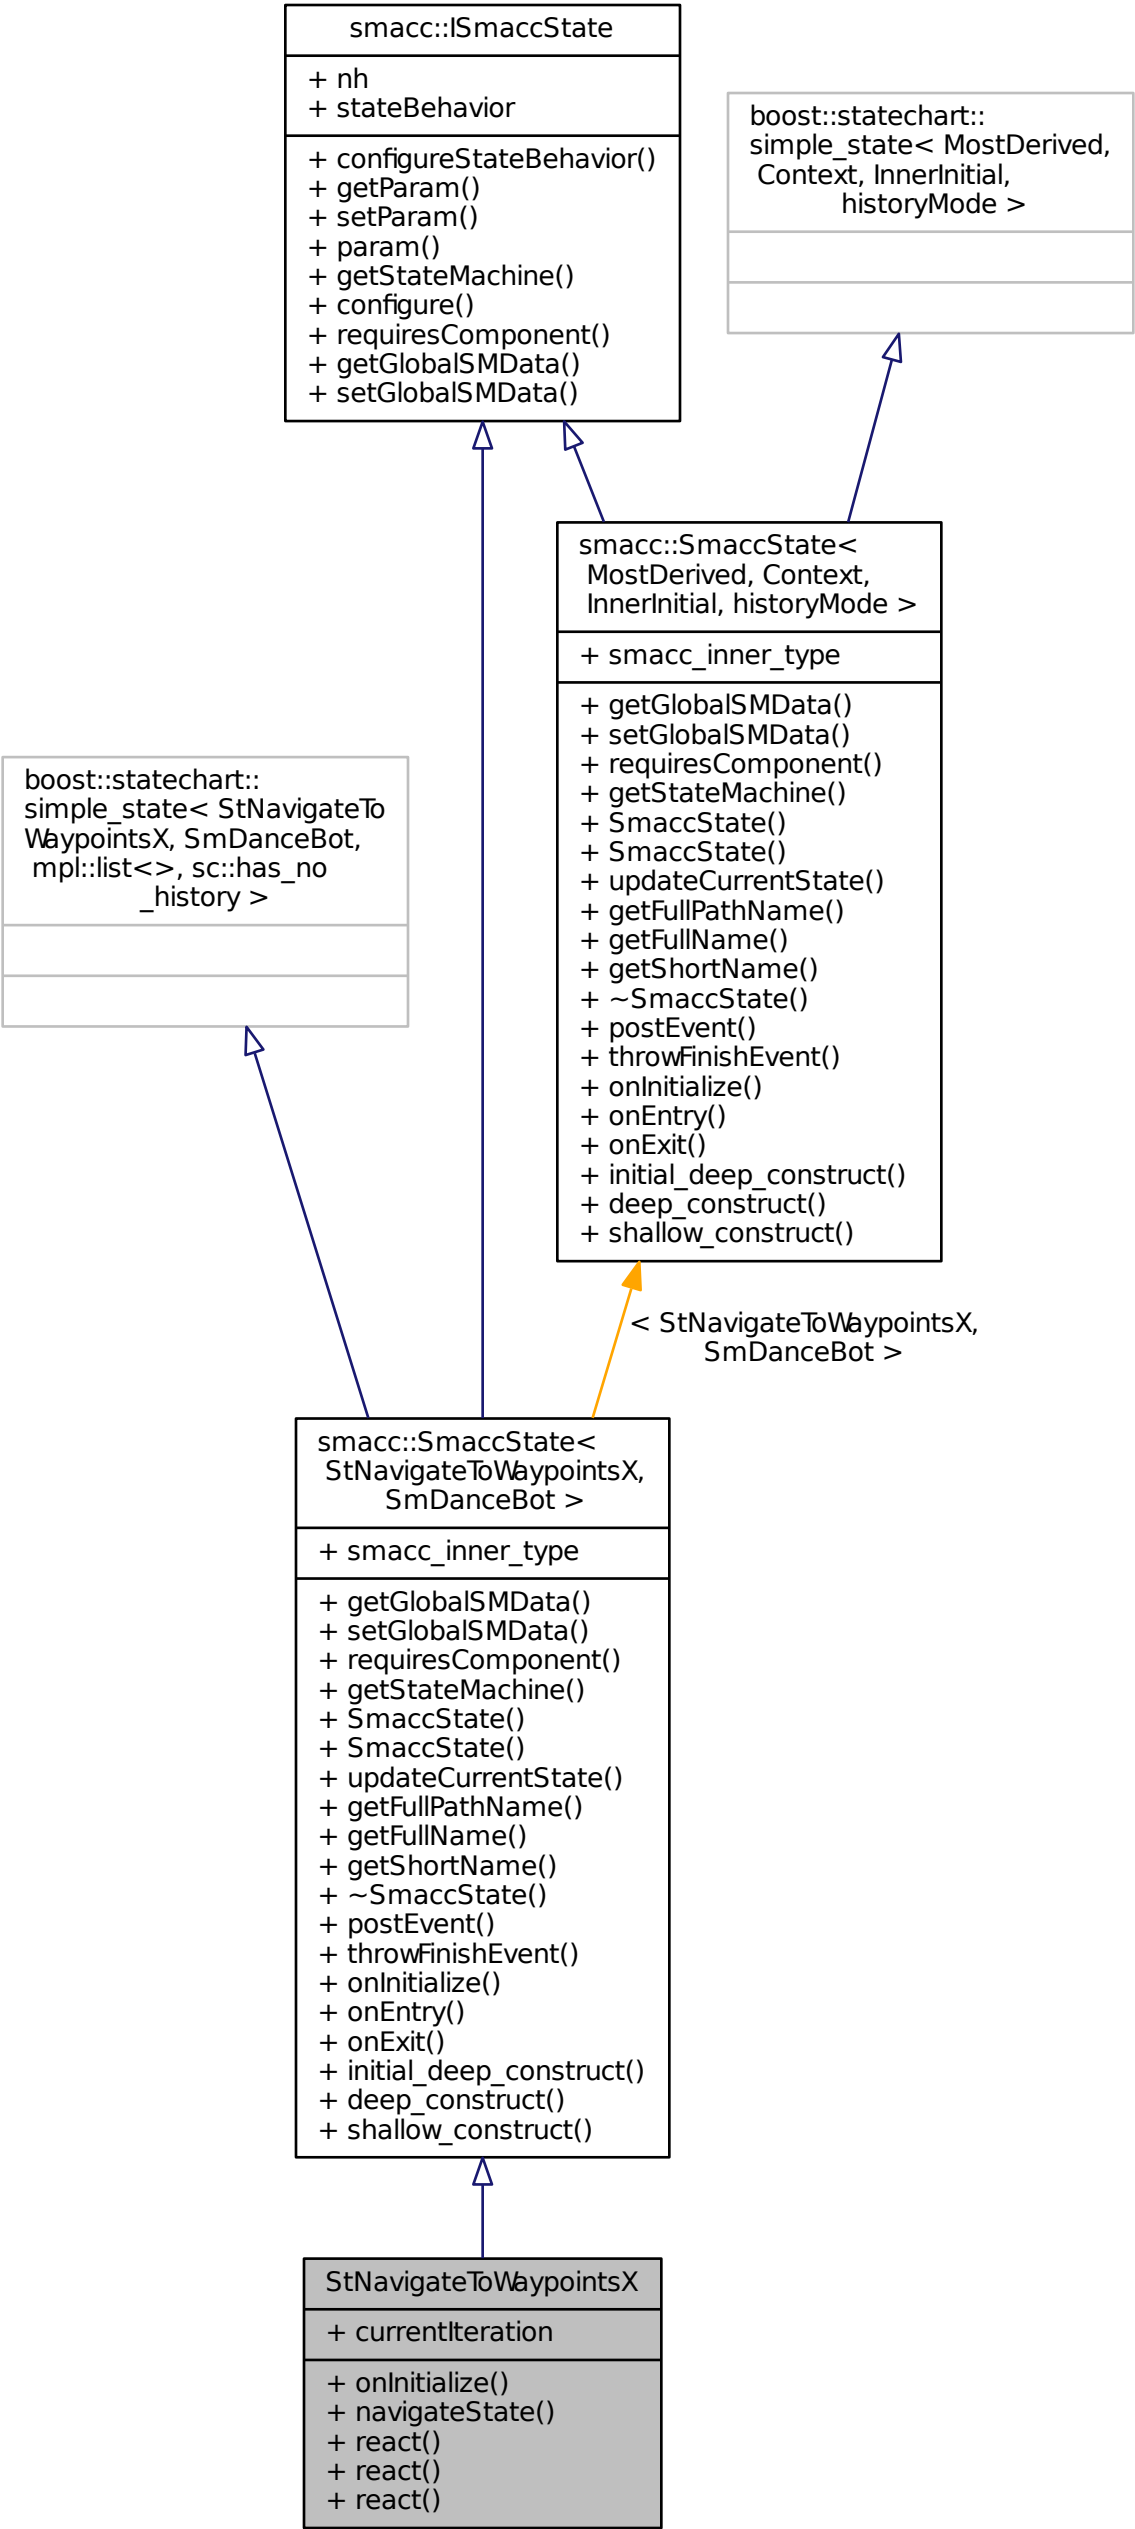 smacc::ISmaccState
+ nh
+ stateBehavior
+ configureStateBehavior()
+ getParam()
+ setParam()
+ param()
+ getStateMachine()
+ configure()
+ requiresComponent()
+ getGlobalSMData()
+ setGlobalSMData()
boost::statechart::
simple_state< MostDerived,
Context, InnerInitial,
historyMode >
smacc::SmaccState<
MostDerived, Context,
InnerInitial, historyMode >
+ smacc_inner_type
+ getGlobalSMData()
+ setGlobalSMData()
+ requiresComponent()
+ getStateMachine()
+ SmaccState()
+ SmaccState()
+ updateCurrentState()
+ getFullPathName()
+ getFullName()
+ getShortName()
+ ~SmaccState()
+ postEvent()
+ throwFinishEvent()
+ onInitialize()
+ onEntry()
+ onExit()
+ initial_deep_construct()
+ deep_construct()
+ shallow_construct()
boost::statechart::
simple_state< StNavigateTo
WaypointsX, SmDanceBot,
mpl::list<>, sc::has_no
_history >
< StNavigateToWaypointsX,
SmDanceBot >
smacc::SmaccState<
StNavigateToWaypointsX,
SmDanceBot >
+ smacc_inner_type
+ getGlobalSMData()
+ setGlobalSMData()
+ requiresComponent()
+ getStateMachine()
+ SmaccState()
+ SmaccState()
+ updateCurrentState()
+ getFullPathName()
+ getFullName()
+ getShortName()
+ ~SmaccState()
+ postEvent()
+ throwFinishEvent()
+ onInitialize()
+ onEntry()
+ onExit()
+ initial_deep_construct()
+ deep_construct()
+ shallow_construct()
StNavigateToWaypointsX
+ currentIteration
+ onInitialize()
+ navigateState()
+ react()
+ react()
+ react()